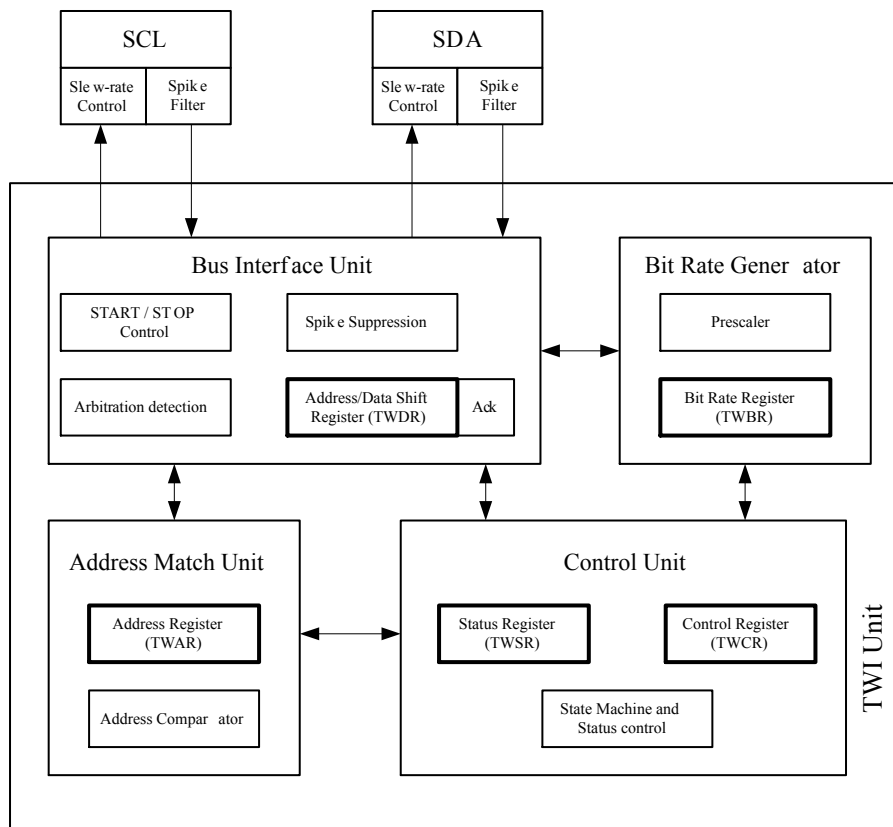 SCL
SDA
Slew-rate
Control
Spike
Filter
Slew-rate
Control
Spike
Filter
Bus Interface Unit
Bit Rate Generator
START / STOP
Control
Spike Suppression
Prescaler
Arbitration detection
Address/Data Shift
Register (TWDR)
Ack
Bit Rate Register
(TWBR)
Address Match Unit
Control Unit
Address Register
(TWAR)
Status Register
(TWSR)
Control Register
(TWCR)
Address Comparator
State Machine and
Status control
TWI Unit